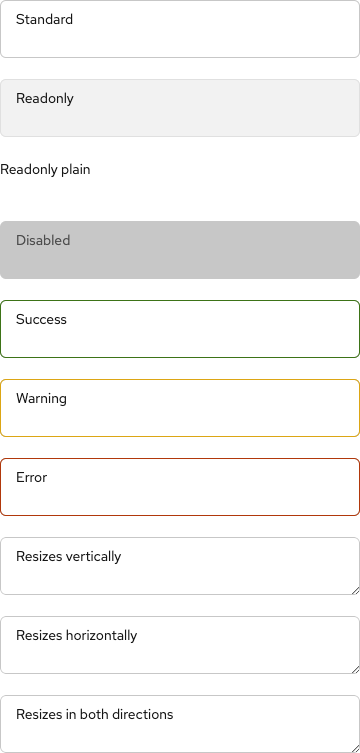 Standard
Readonly
Readonly plain
Disabled
Success
Warning
Error
Resizes vertically
Resizes horizontally
Resizes in both directions